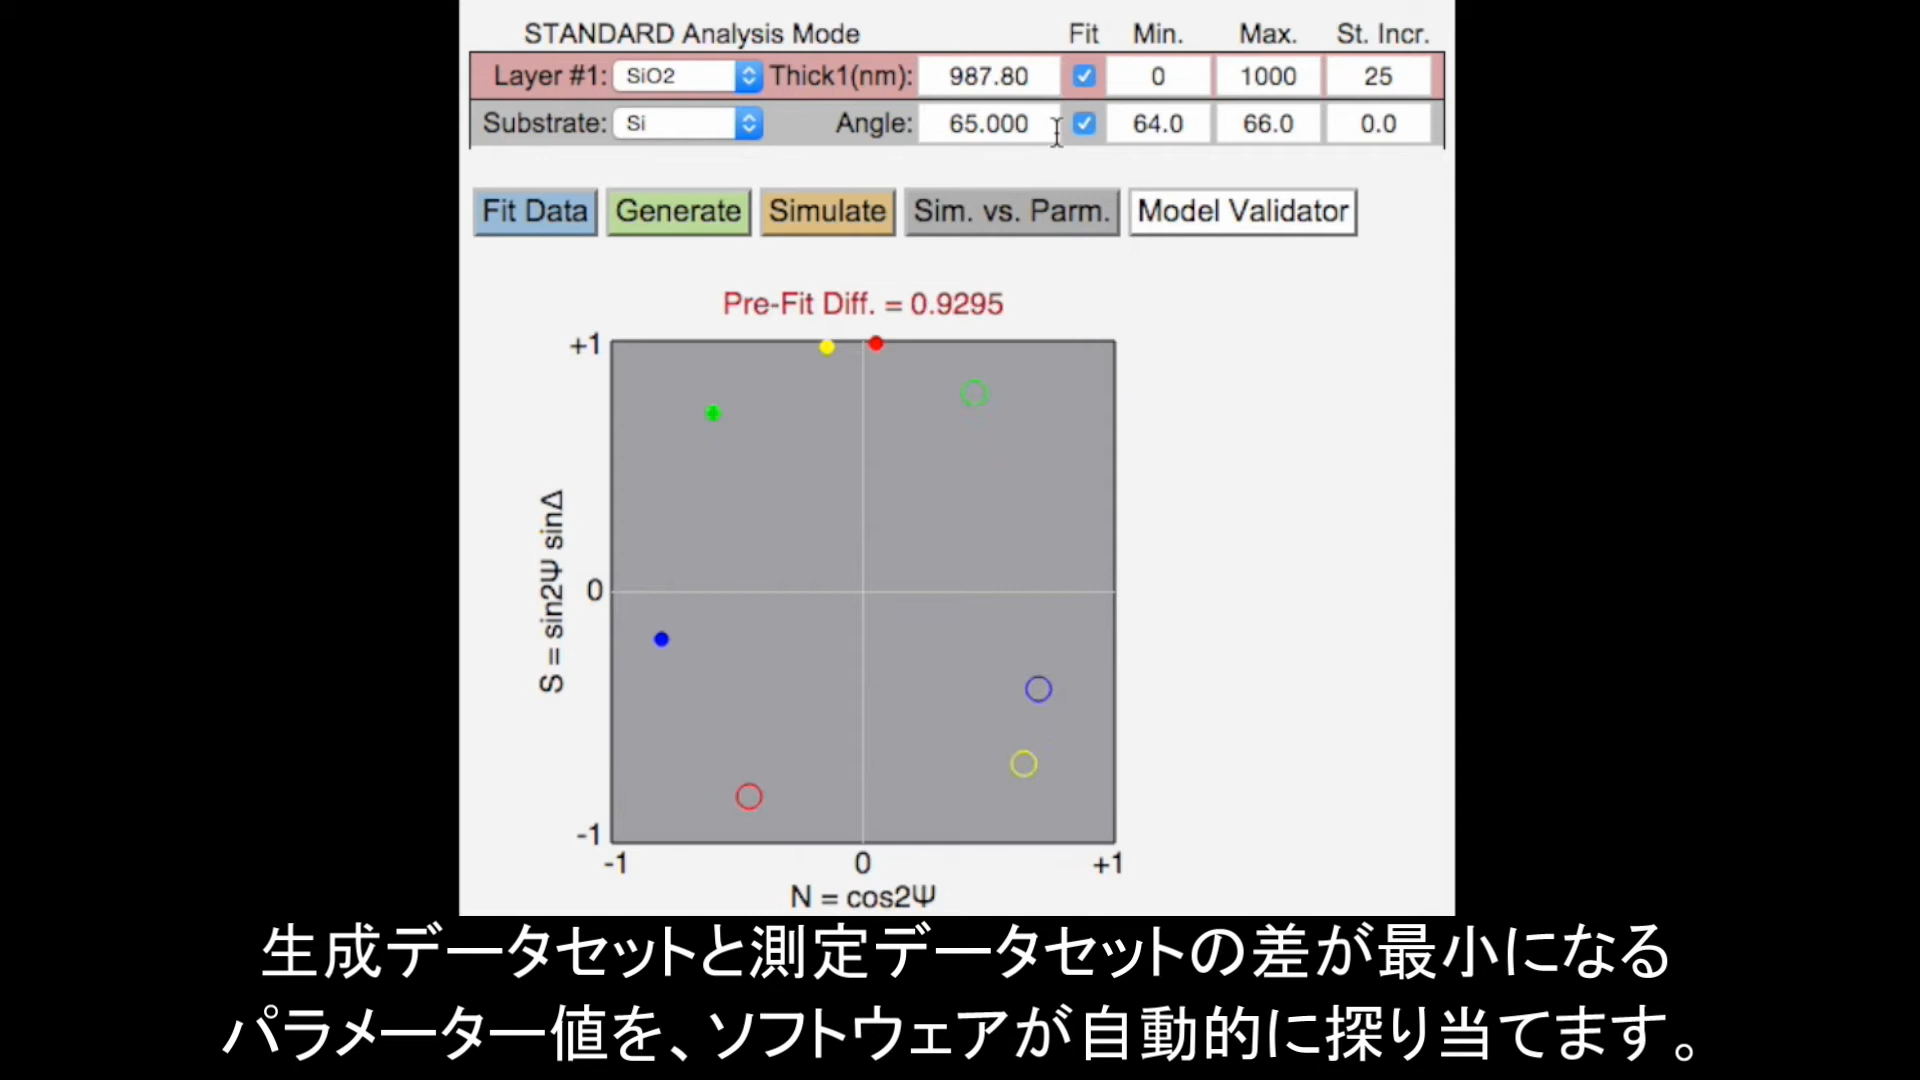 STANDARD Analysis Mode Fit Min. Max. St. Incr.
Layer #1: SiO2 Thick1(nm): 987.80 0 1000 25
Substrate: Si Angle: 65.000 64.0 66.0 0.0
Fit Data Generate Simulate Sim. vs. Parm. Model Validator
Pre-Fit Diff. = 0.9295
+1
S = sin2Ψ sinΔ
0
-1
-1 0 +1
N = cos2Ψ
生成データセットと測定データセットの差が最小になる
パラメーター値を、ソフトウェアが自動的に探り当てます。